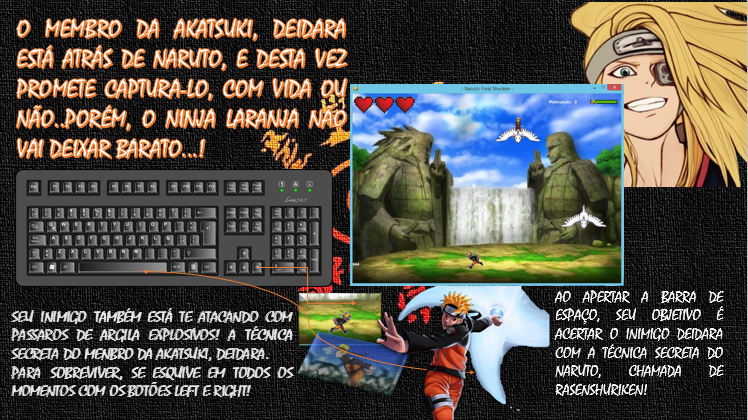 O MEMBRO DA AKATSUKI, DEIDARA
ESTÁ ATRÁS DE NARUTO, E DESTA VEZ
PROMETE CAPTURA-LO, COM VIDA OU
NÃO..PORÉM, O NINJA LARANJA NÃO
VAI DEIXAR BARATO...!
- Naruto Final Shuriken -
Pontuação: 0
SEU INIMIGO TAMBÉM ESTÁ TE ATACANDO COM
PASSAROS DE ARGILA EXPLOSIVOS! A TÉCNICA
SECRETA DO MENBRO DA AKATSUKI, DEIDARA.
PARA SOBREVIVER, SE ESQUIVE EM TODOS OS
MOMENTOS COM OS BOTÕES LEFT E RIGHT!
AO APERTAR A BARRA DE
ESPAÇO, SEU OBJETIVO É
ACERTAR O INIMIGO DEIDARA
COM A TÉCNICA SECRETA DO
NARUTO, CHAMADA DE
RASENSHURIKEN!